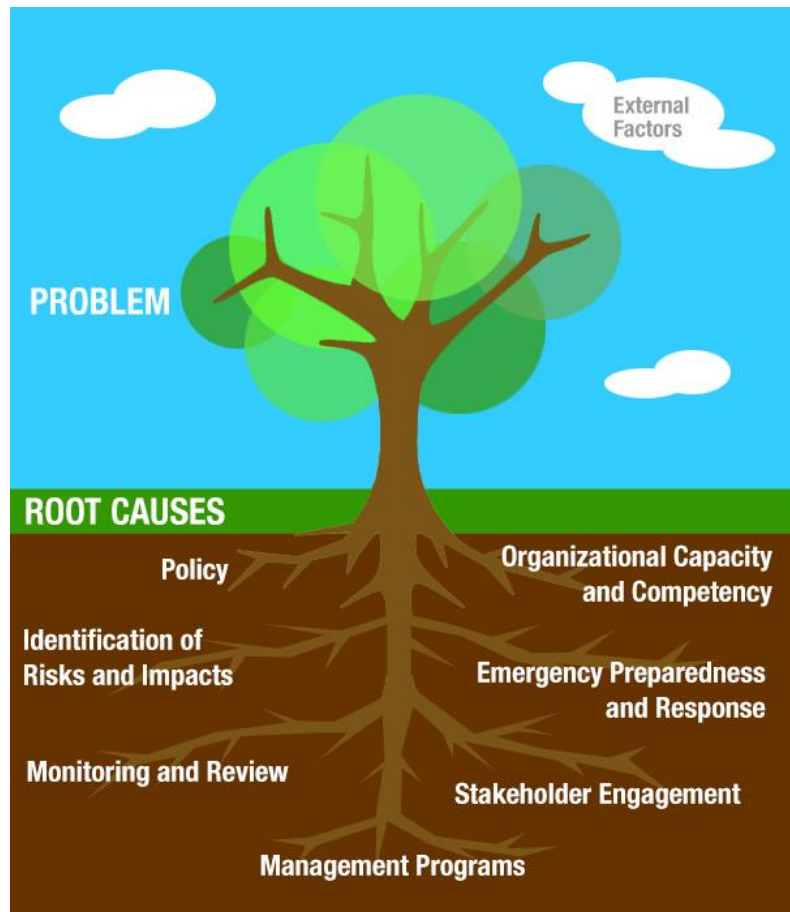 External
Factors
PROBLEM
ROOT CAUSES
Policy
Organizational Capacity
and Competency
Identification of
Risks and Impacts
Emergency Preparedness
and Response
Monitoring and Review
Stakeholder Engagement
Management Programs